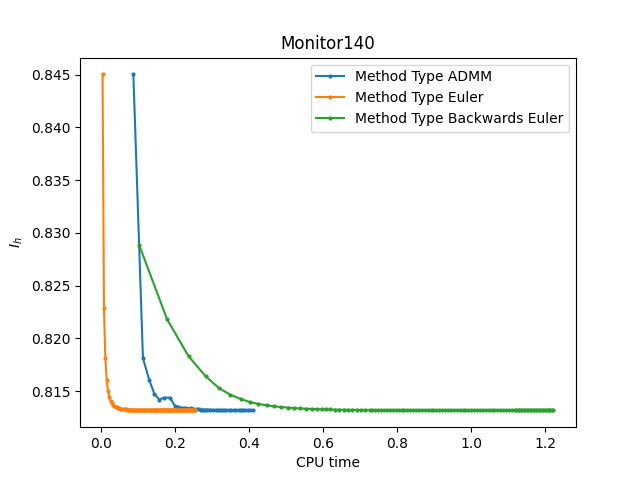 Monitor140
Method Type ADMM
Method Type Euler
Method Type Backwards Euler
0.845
0.840
0.835
0.830
0.825
0.820
0.815
I_h
0.0 0.2 0.4 0.6 0.8 1.0 1.2
CPU time